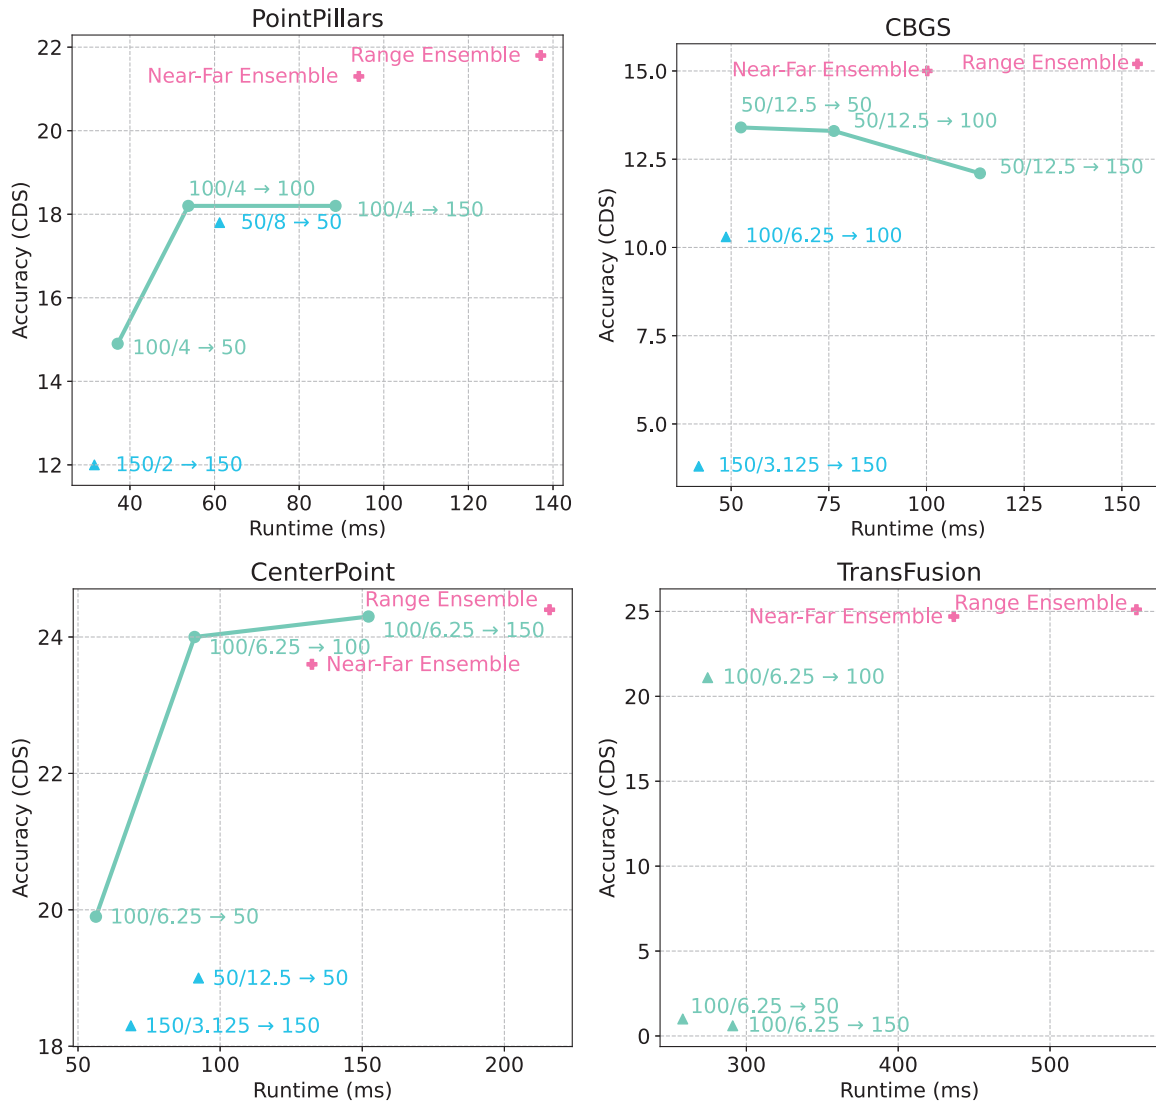 PointPillars
Accuracy (CDS)
22
20
18
16
14
12
Range Ensemble
Near-Far Ensemble
100/4 → 100
100/4 → 150
50/8 → 50
100/4 → 50
150/2 → 150
40
60
80
100
120
140
Runtime (ms)
CBGS
Accuracy (CDS)
15.0
12.5
10.0
7.5
5.0
Near-Far Ensemble
Range Ensemble
50/12.5 → 50
50/12.5 → 100
50/12.5 → 150
100/6.25 → 100
150/3.125 → 150
50
75
100
125
150
Runtime (ms)
CenterPoint
Accuracy (CDS)
24
22
20
18
Range Ensemble
100/6.25 → 150
100/6.25 → 100
Near-Far Ensemble
100/6.25 → 50
50/12.5 → 50
150/3.125 → 150
50
100
150
200
Runtime (ms)
TransFusion
Accuracy (CDS)
25
20
15
10
5
0
Range Ensemble
Near-Far Ensemble
100/6.25 → 100
100/6.25 → 50
100/6.25 → 150
300
400
500
Runtime (ms)